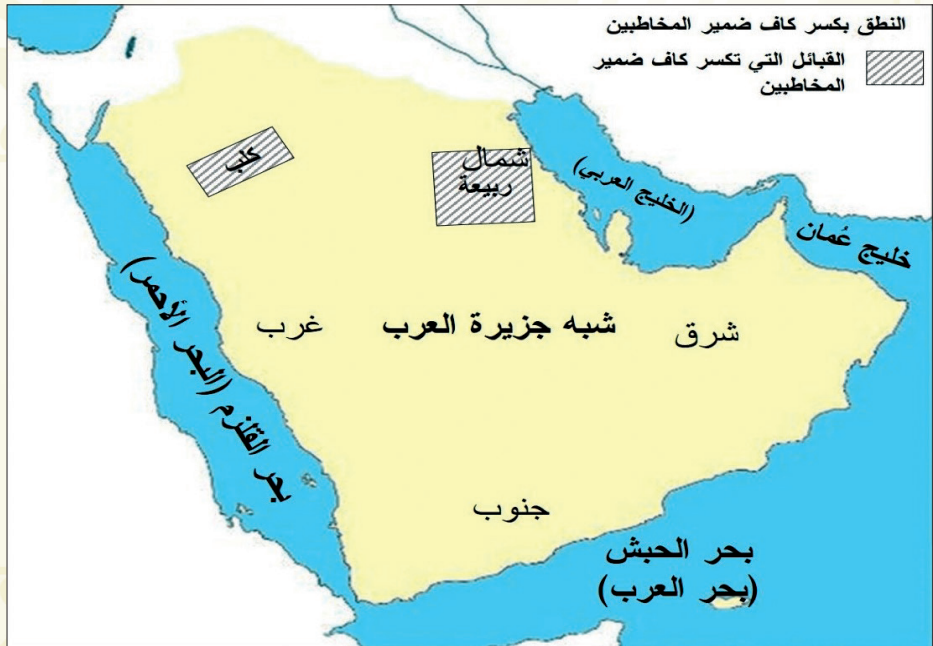 النطق بكسر كاف ضمير المخاطبين
القبائل التي تكسر كاف ضمير
المخاطبين
كلب
شمال
ربيعة
(الخليج العربي)
خليج عُمان
بحر القلزم (البحر الأحمر)
غرب
شبه جزيرة العرب
شرق
جنوب
بحر الحبش
(بحر العرب)